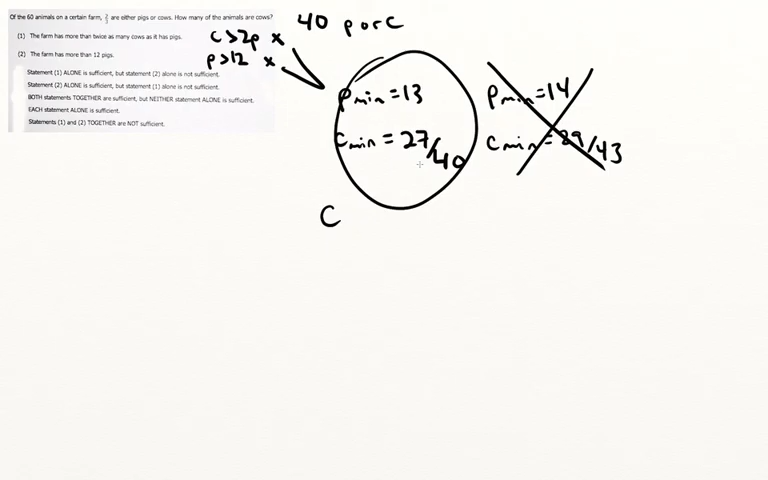 Of the 60 animals on a certain farm, 2/3 are either pigs or cows. How many of the animals are cows?
(1) The farm has more than twice as many cows as it has pigs.
(2) The farm has more than 12 pigs.
Statement (1) ALONE is sufficient, but statement (2) alone is not sufficient.
Statement (2) ALONE is sufficient, but statement (1) alone is not sufficient.
BOTH statements TOGETHER are sufficient, but NEITHER statement ALONE is sufficient.
EACH statement ALONE is sufficient.
Statements (1) and (2) TOGETHER are NOT sufficient.
40 p or c
c>2p x
p>12 x
pmin=13
cmin=27/40
pmin=14
cmin=29/43
C